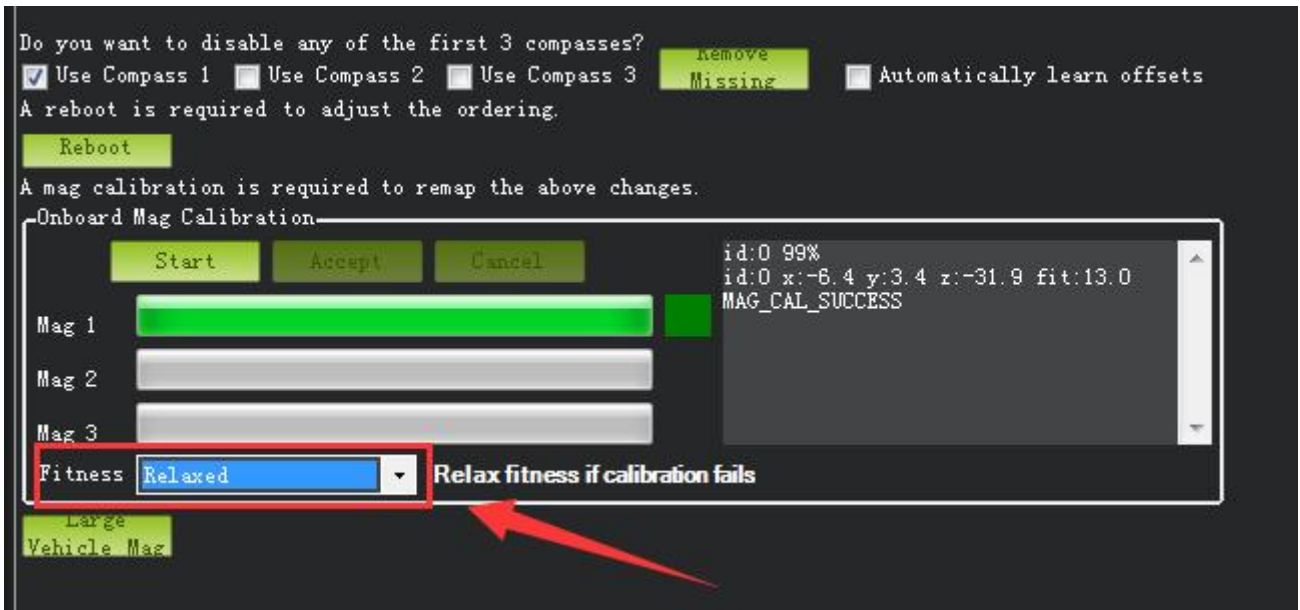 Do you want to disable any of the first 3 compasses?
Use Compass 1 Use Compass 2 Use Compass 3 Remove Missing Automatically learn offsets
A reboot is required to adjust the ordering.
Reboot
A mag calibration is required to remap the above changes.
Onboard Mag Calibration
Start Accept Cancel
id:0 99%
id:0 x:-6.4 y:3.4 z:-31.9 fit:13.0
MAG_CAL_SUCCESS
Mag 1
Mag 2
Mag 3
Fitness Relaxed Relax fitness if calibration fails
Large
Vehicle Mag